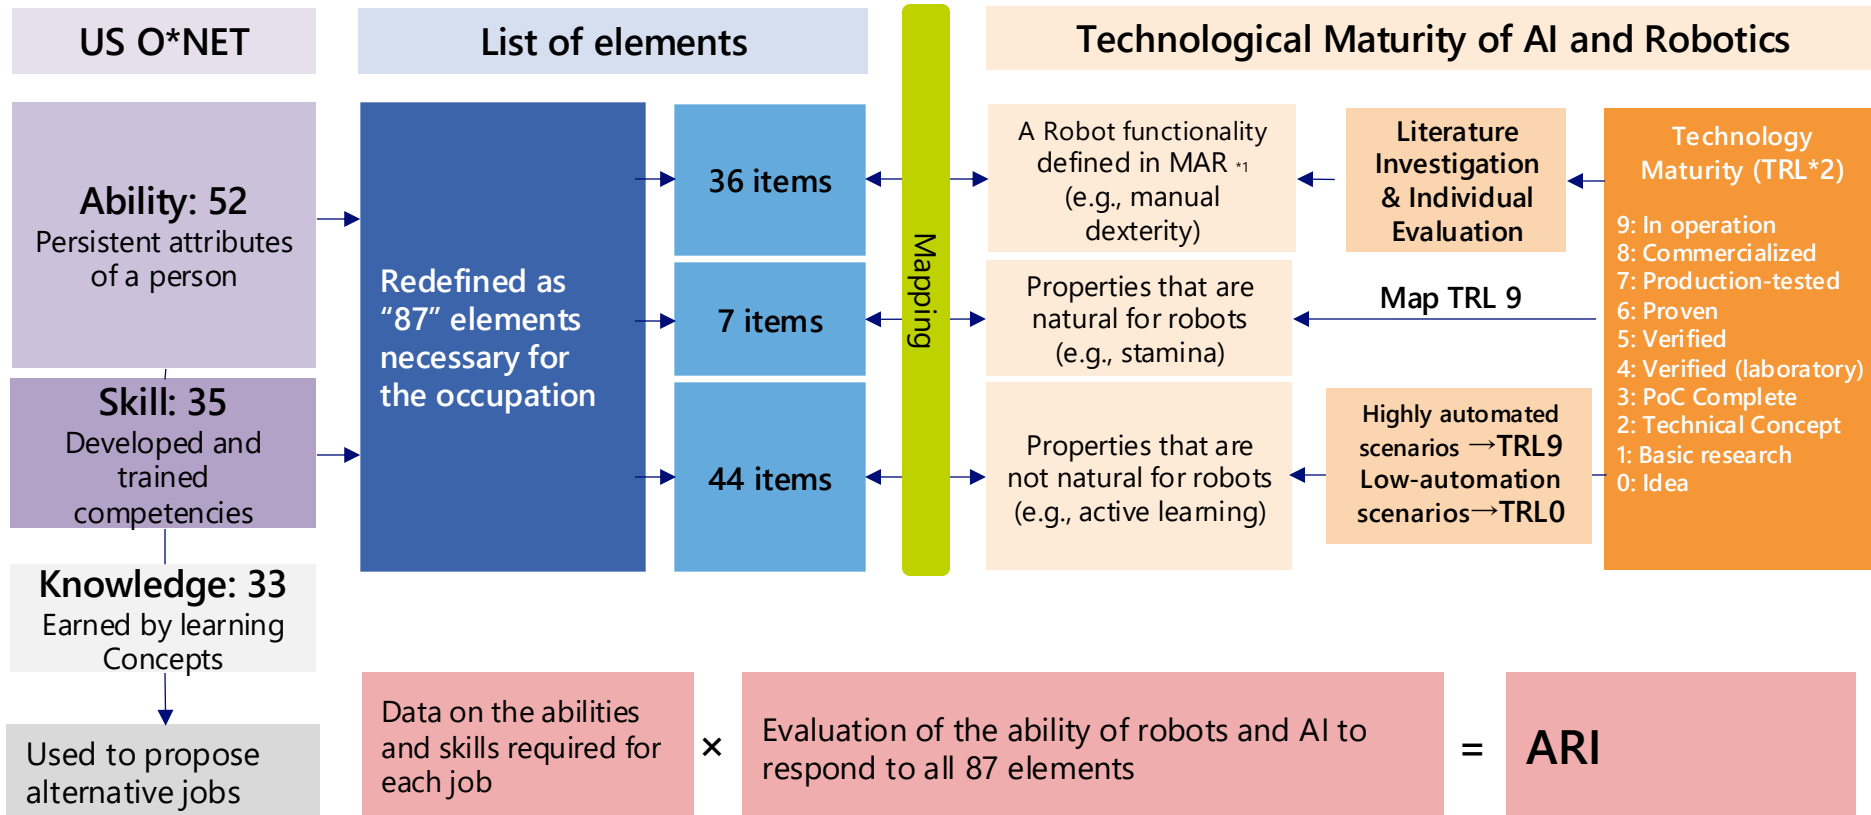 US O*NET
List of elements
Technological Maturity of AI and Robotics
Ability: 52
Persistent attributes
of a person
Skill: 35
Developed and
trained
competencies
Knowledge: 33
Earned by learning
Concepts
Used to propose
alternative jobs
Redefined as
“87” elements
necessary for
the occupation
36 items
7 items
44 items
Mapping
A Robot functionality
defined in MAR *1
(e.g., manual
dexterity)
Properties that are
natural for robots
(e.g., stamina)
Properties that are
not natural for robots
(e.g., active learning)
Literature
Investigation
& Individual
Evaluation
Map TRL 9
Highly automated
scenarios →TRL9
Low-automation
scenarios→TRL0
Technology
Maturity (TRL*2)
9: In operation
8: Commercialized
7: Production-tested
6: Proven
5: Verified
4: Verified (laboratory)
3: PoC Complete
2: Technical Concept
1: Basic research
0: Idea
Data on the abilities
and skills required for
each job
×
Evaluation of the ability of robots and AI to
respond to all 87 elements
=
ARI